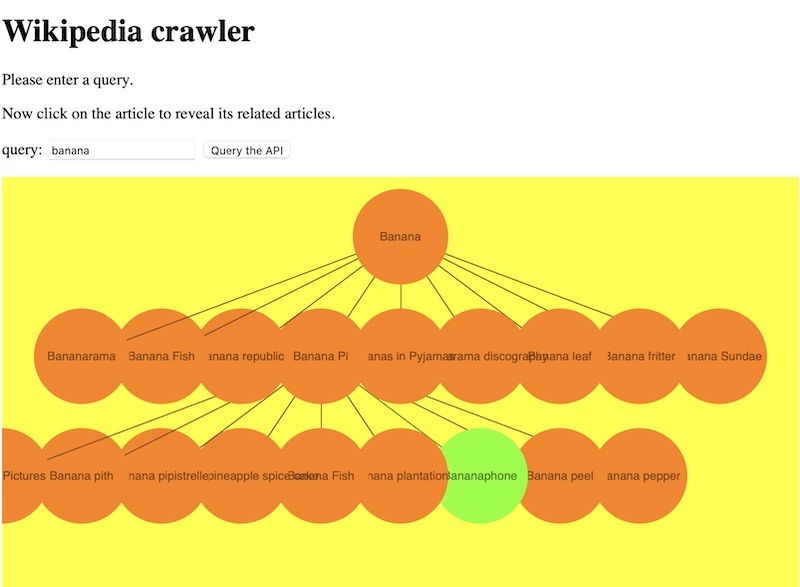 Wikipedia crawler
Please enter a query.
Now click on the article to reveal its related articles.
query: banana Query the API
Banana
Bananarama Banana Fish anana republic Banana Pi anas in Pyjamas arama discography Banana leaf Banana fritter anana Sundae
Pictures Banana pith nana pipistrelle pineapple spice Banana Fish nana plantation Bananaphone Banana peel anana pepper